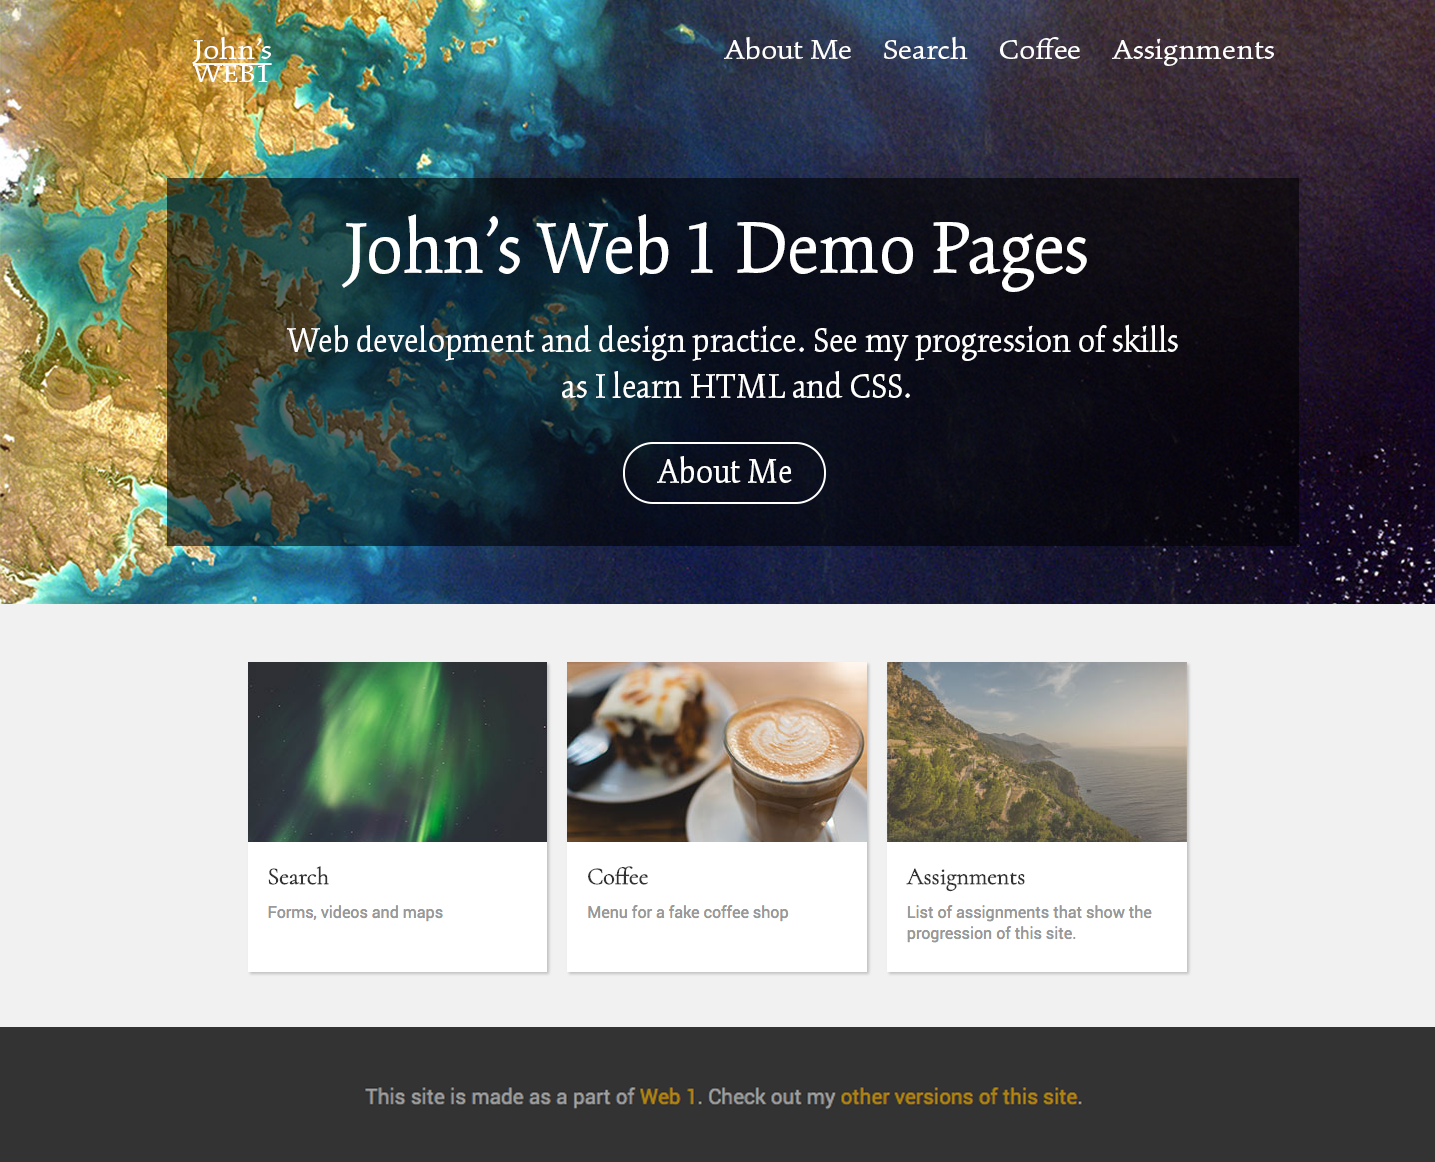 John's
WEB1
About Me Search Coffee Assignments
John’s Web 1 Demo Pages
Web development and design practice. See my progression of skills
as I learn HTML and CSS.
About Me
Search
Forms, videos and maps
Coffee
Menu for a fake coffee shop
Assignments
List of assignments that show the
progression of this site.
This site is made as a part of Web 1. Check out my other versions of this site.